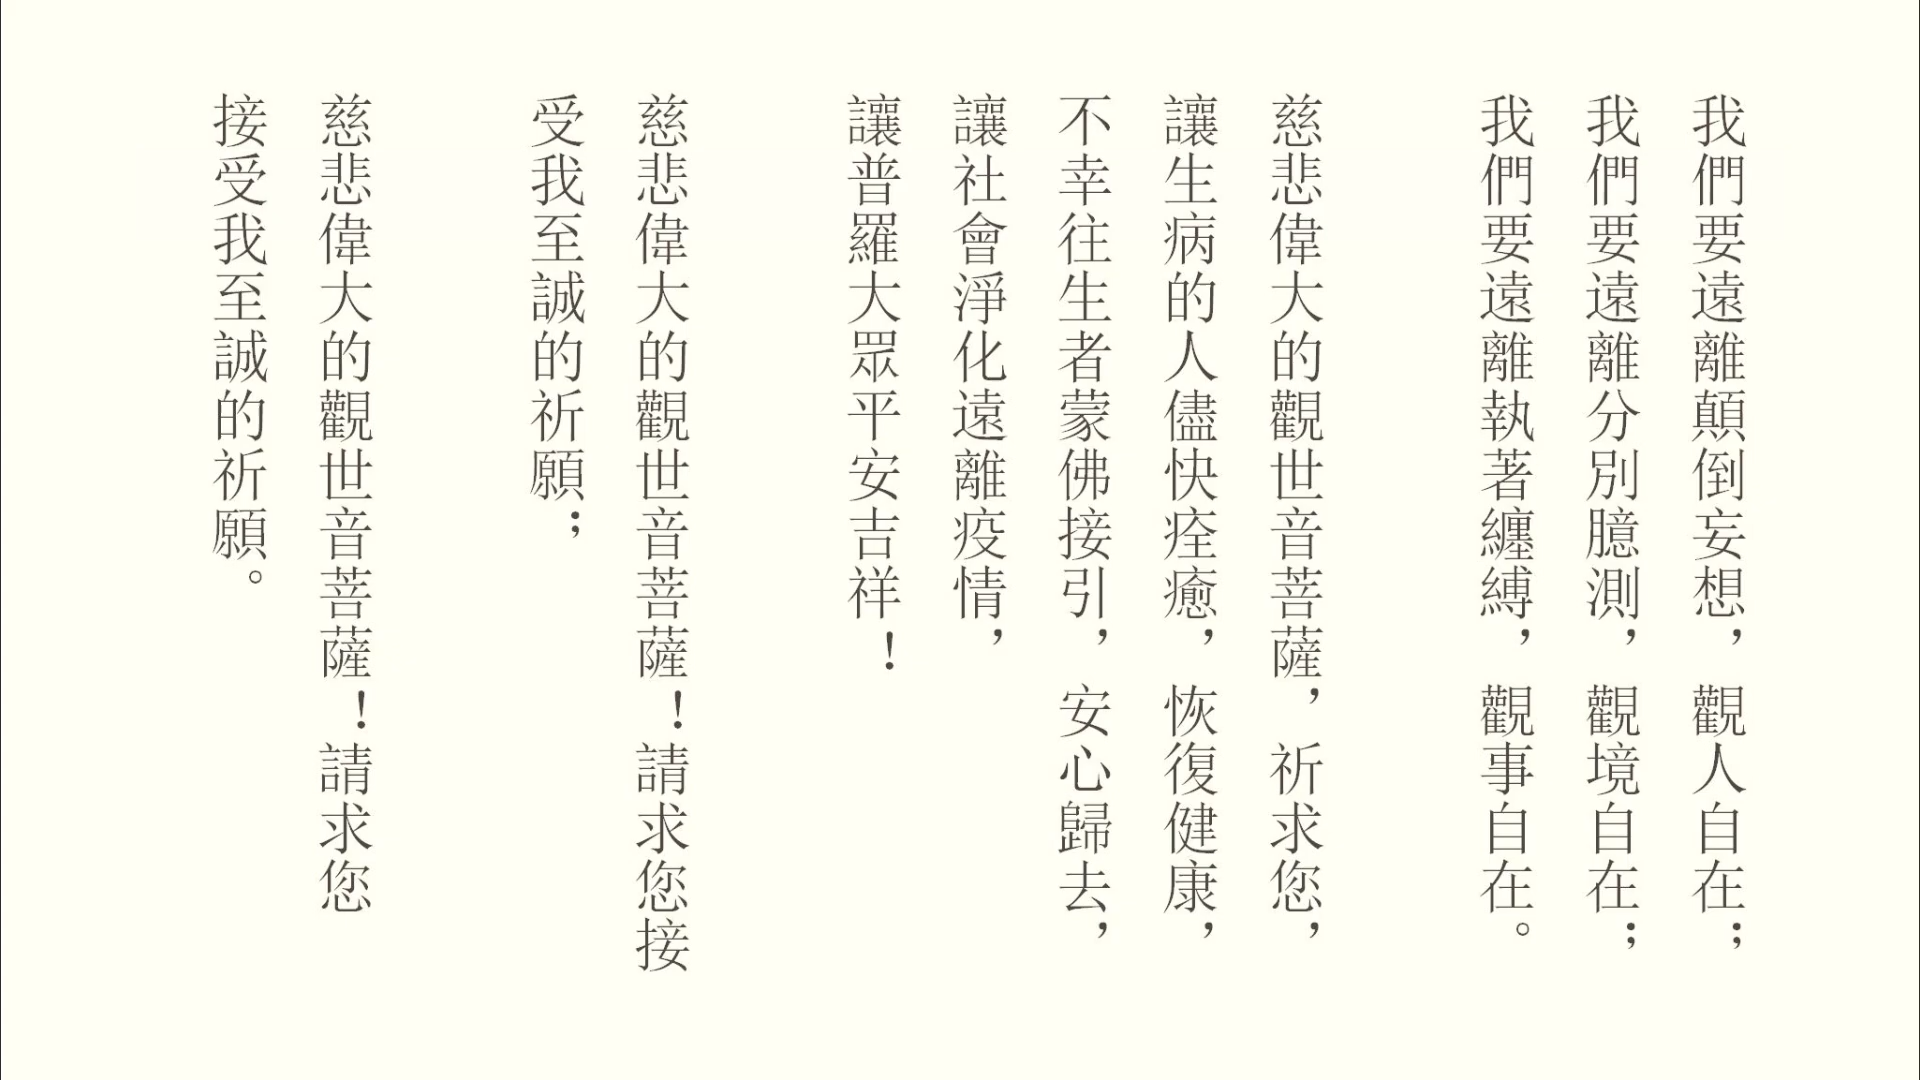 我們要遠離顛倒妄想，觀人自在；
我們要遠離分別臆測，觀境自在；
我們要遠離執著纏縛，觀事自在。
慈悲偉大的觀世音菩薩，祈求您，
讓生病的人儘快痊癒，恢復健康，
不幸往生者蒙佛接引，安心歸去，
讓社會淨化遠離疫情，
讓普羅大眾平安吉祥！
慈悲偉大的觀世音菩薩！請求您接
受我至誠的祈願；
慈悲偉大的觀世音菩薩！請求您
接受我至誠的祈願。